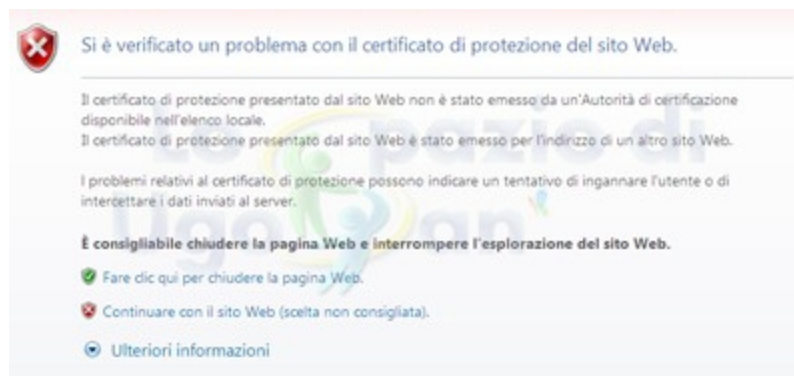 Si è verificato un problema con il certificato di protezione del sito Web.
Il certificato di protezione presentato dal sito Web non è stato emesso da un'Autorità di certificazione
disponibile nell'elenco locale.
Il certificato di protezione presentato dal sito Web è stato emesso per l'indirizzo di un altro sito Web.
I problemi relativi al certificato di protezione possono indicare un tentativo di ingannare l'utente o di
intercettare i dati inviati al server.
È consigliabile chiudere la pagina Web e interrompere l'esplorazione del sito Web.
Fare clic qui per chiudere la pagina Web.
Continuare con il sito Web (scelta non consigliata).
Ulteriori informazioni